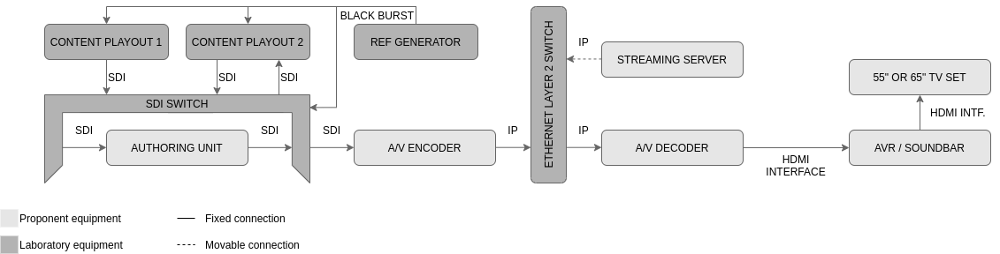 BLACK BURST
CONTENT PLAYOUT 1
CONTENT PLAYOUT 2
REF GENERATOR
ETHERNET LAYER 2 SWITCH
IP
STREAMING SERVER
SDI
SDI
SDI
55" OR 65" TV SET
SDI SWITCH
HDMI INTF.
SDI
AUTHORING UNIT
SDI
SDI
A/V ENCODER
IP
IP
A/V DECODER
HDMI
INTERFACE
AVR / SOUNDBAR
Proponent equipment
Fixed connection
Laboratory equipment
Movable connection